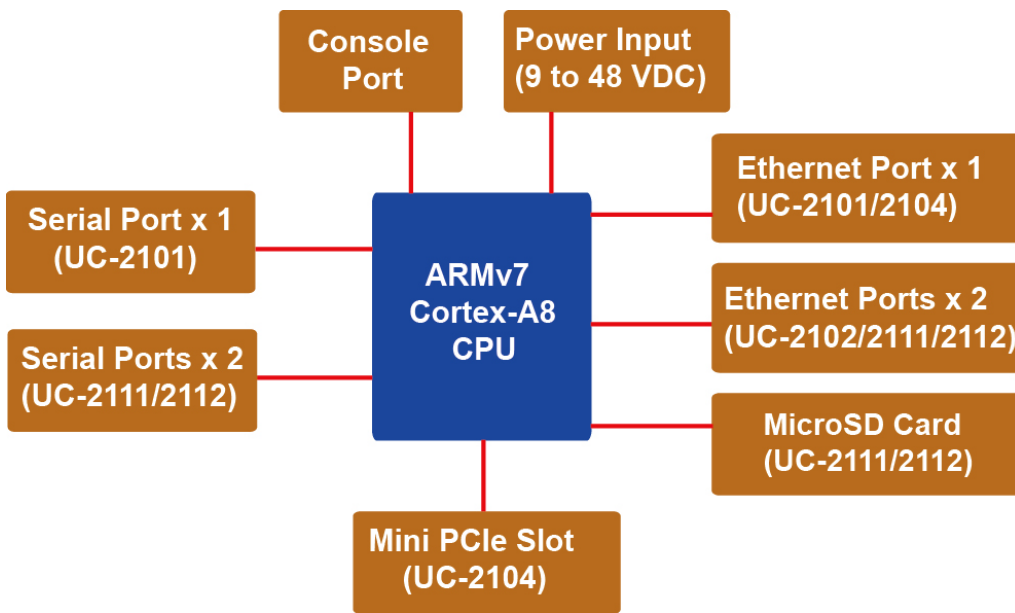 Console
Port
Power Input
(9 to 48 VDC)
Ethernet Port x 1
(UC-2101/2104)
Serial Port x 1
(UC-2101)
ARMv7
Cortex-A8
CPU
Ethernet Ports x 2
(UC-2102/2111/2112)
Serial Ports x 2
(UC-2111/2112)
MicroSD Card
(UC-2111/2112)
Mini PCIe Slot
(UC-2104)